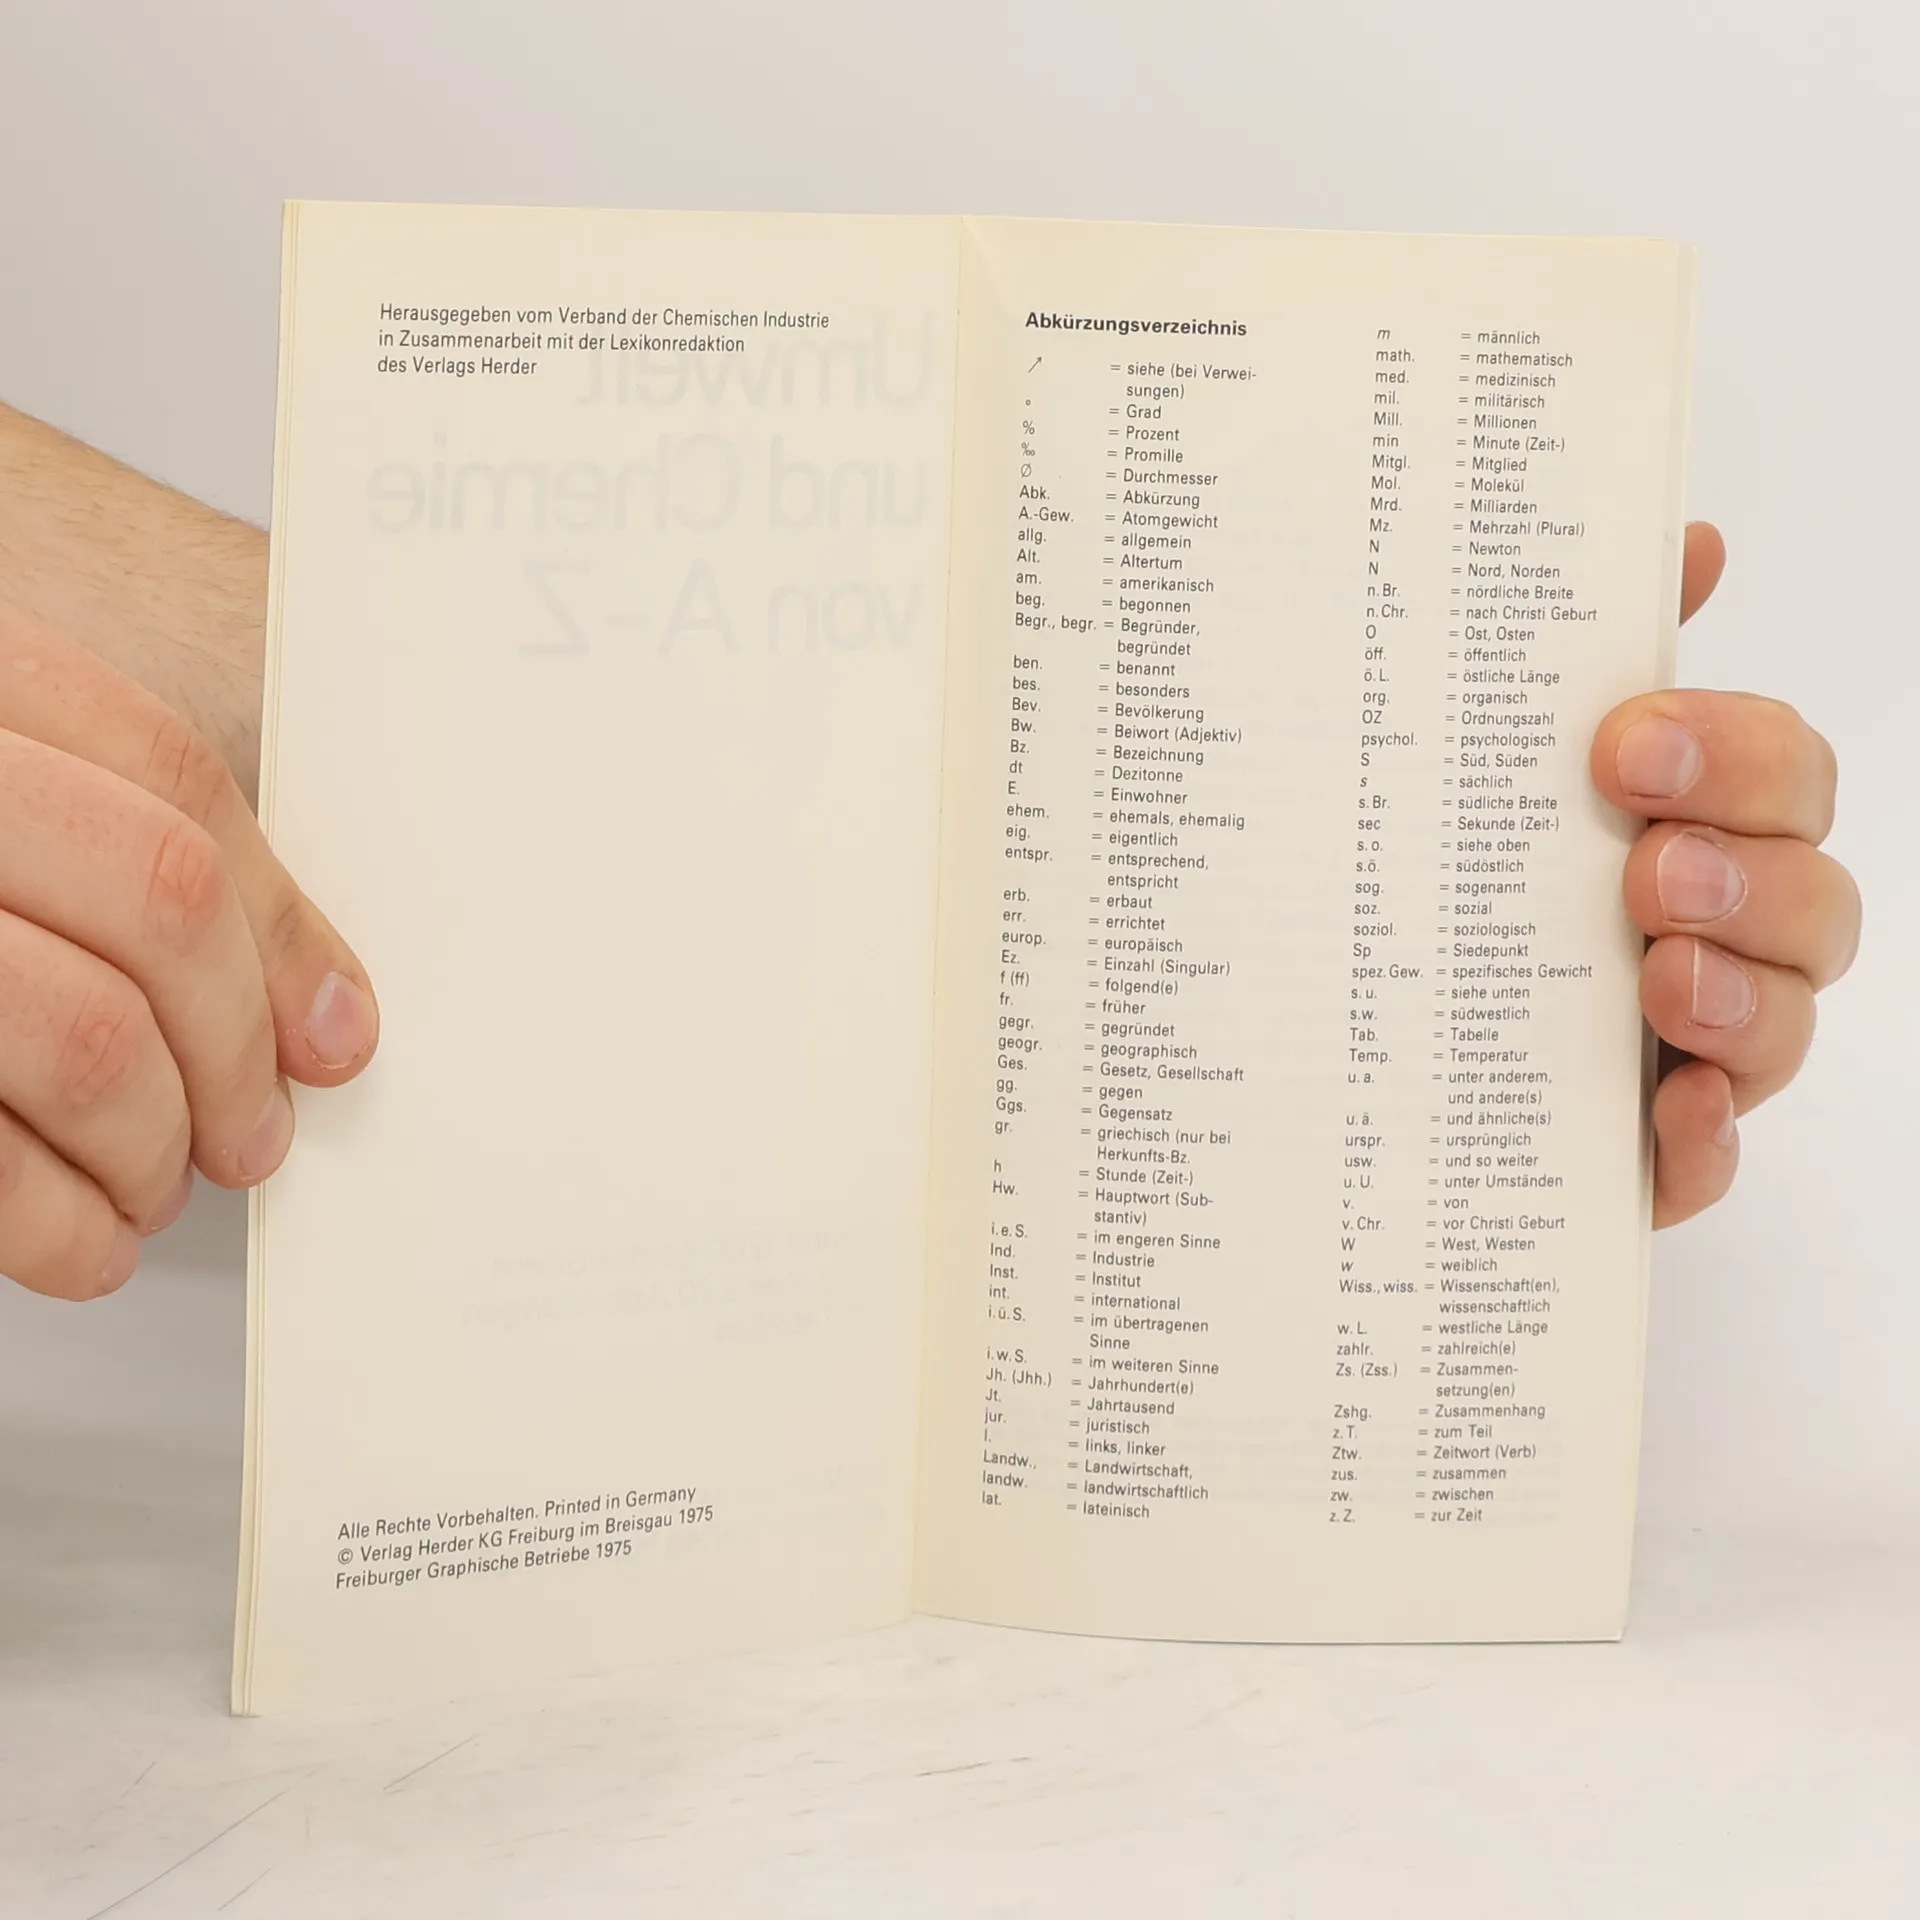 Herausgegeben vom Verband der Chemischen Industrie
in Zusammenarbeit mit der Lexikonredaktion
des Verlags Herder
Umwelt
und Chemie
von A-Z
Alle Rechte Vorbehalten. Printed in Germany
© Verlag Herder KG Freiburg im Breisgau 1975
Freiburger Graphische Betriebe 1975
Abkürzungsverzeichnis
↗ = siehe (bei Verwei-
sungen)
° = Grad
% = Prozent
‰ = Promille
∅ = Durchmesser
Abk. = Abkürzung
A.-Gew. = Atomgewicht
allg. = allgemein
Alt. = Altertum
am. = amerikanisch
beg. = begonnen
Begr., begr. = Begründer,
begründet
ben. = benannt
bes. = besonders
Bev. = Bevölkerung
Bw. = Beiwort (Adjektiv)
Bz. = Bezeichnung
dt = Dezitonne
E. = Einwohner
ehem. = ehemals, ehemalig
eig. = eigentlich
entspr. = entsprechend,
entspricht
erb. = erbaut
err. = errichtet
europ. = europäisch
Ez. = Einzahl (Singular)
f (ff) = folgend(e)
fr. = früher
gegr. = gegründet
geogr. = geographisch
Ges. = Gesetz, Gesellschaft
gg. = gegen
Ggs. = Gegensatz
gr. = griechisch (nur bei
Herkunfts-Bz.
h = Stunde (Zeit-)
Hw. = Hauptwort (Sub-
stantiv)
i.e.S. = im engeren Sinne
Ind. = Industrie
Inst. = Institut
int. = international
i.ü.S. = im übertragenen
Sinne
i.w.S. = im weiteren Sinne
Jh. (Jhh.) = Jahrhundert(e)
Jt. = Jahrtausend
jur. = juristisch
l. = links, linker
Landw., = Landwirtschaft,
landw. = landwirtschaftlich
lat. = lateinisch
m = männlich
math. = mathematisch
med. = medizinisch
mil. = militärisch
Mill. = Millionen
min = Minute (Zeit-)
Mitgl. = Mitglied
Mol. = Molekül
Mrd. = Milliarden
Mz. = Mehrzahl (Plural)
N = Newton
N = Nord, Norden
n.Br. = nördliche Breite
n.Chr. = nach Christi Geburt
O = Ost, Osten
öff. = öffentlich
ö.L. = östliche Länge
org. = organisch
OZ = Ordnungszahl
psychol. = psychologisch
S = Süd, Süden
s = sächlich
s.Br. = südliche Breite
sec = Sekunde (Zeit-)
s.o. = siehe oben
s.ö. = südöstlich
sog. = sogenannt
soz. = sozial
soziol. = soziologisch
Sp = Siedepunkt
spez.Gew. = spezifisches Gewicht
s.u. = siehe unten
s.w. = südwestlich
Tab. = Tabelle
Temp. = Temperatur
u.a. = unter anderem,
und andere(s)
u.ä. = und ähnliche(s)
urspr. = ursprünglich
usw. = und so weiter
u.U. = unter Umständen
v. = von
v.Chr. = vor Christi Geburt
W = West, Westen
w = weiblich
Wiss., wiss. = Wissenschaft(en),
wissenschaftlich
w.L. = westliche Länge
zahlr. = zahlreich(e)
Zs. (Zss.) = Zusammen-
setzung(en)
Zshg. = Zusammenhang
z.T. = zum Teil
Ztw. = Zeitwort (Verb)
zus. = zusammen
zw. = zwischen
z.Z. = zur Zeit